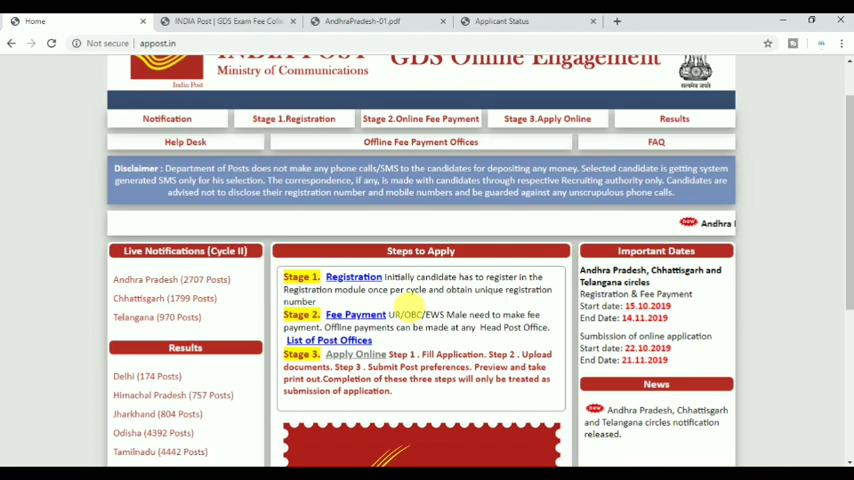 Home
INDIA Post | GDS Exam Fee Colle
AndhraPradesh-01.pdf
Applicant Status
Not secure | appost.in
INDIA POST
GDS Online Engagement
Ministry of Communications
India Post
Notification
Stage 1.Registration
Stage 2.Online Fee Payment
Stage 3.Apply Online
Results
Help Desk
Offline Fee Payment Offices
FAQ
Disclaimer : Department of Posts does not make any phone calls/SMS to the candidates for depositing any money. Selected candidate is getting system
generated SMS only for his selection. The correspondence, if any, is made with candidates through respective Recruiting authority only. Candidates are
advised not to disclose their registration number and mobile numbers and be guarded against any unscrupulous phone calls.
new Andhra
Live Notifications (Cycle II)
Andhra Pradesh (2707 Posts)
Chhattisgarh (1799 Posts)
Telangana (970 Posts)
Results
Delhi (174 Posts)
Himachal Pradesh (757 Posts)
Jharkhand (804 Posts)
Odisha (4392 Posts)
Tamilnadu (4442 Posts)
Steps to Apply
Stage 1. Registration Initially candidate has to register in the
Registration module once per cycle and obtain unique registration
number
Stage 2. Fee Payment UR/OBC/EWS Male need to make fee
payment. Offline payments can be made at any Head Post Office.
List of Post Offices
Stage 3. Apply Online Step 1 . Fill Application. Step 2 . Upload
documents. Step 3 . Submit Post preferences. Preview and take
print out.Completion of these three steps will only be treated as
submission of application.
Important Dates
Andhra Pradesh, Chhattisgarh and
Telangana circles
Registration & Fee Payment
Start date: 15.10.2019
End Date: 14.11.2019
Sumbission of online application
Start date: 22.10.2019
End Date: 21.11.2019
News
new Andhra Pradesh, Chhattisgarh
and Telangana circles notification
released.